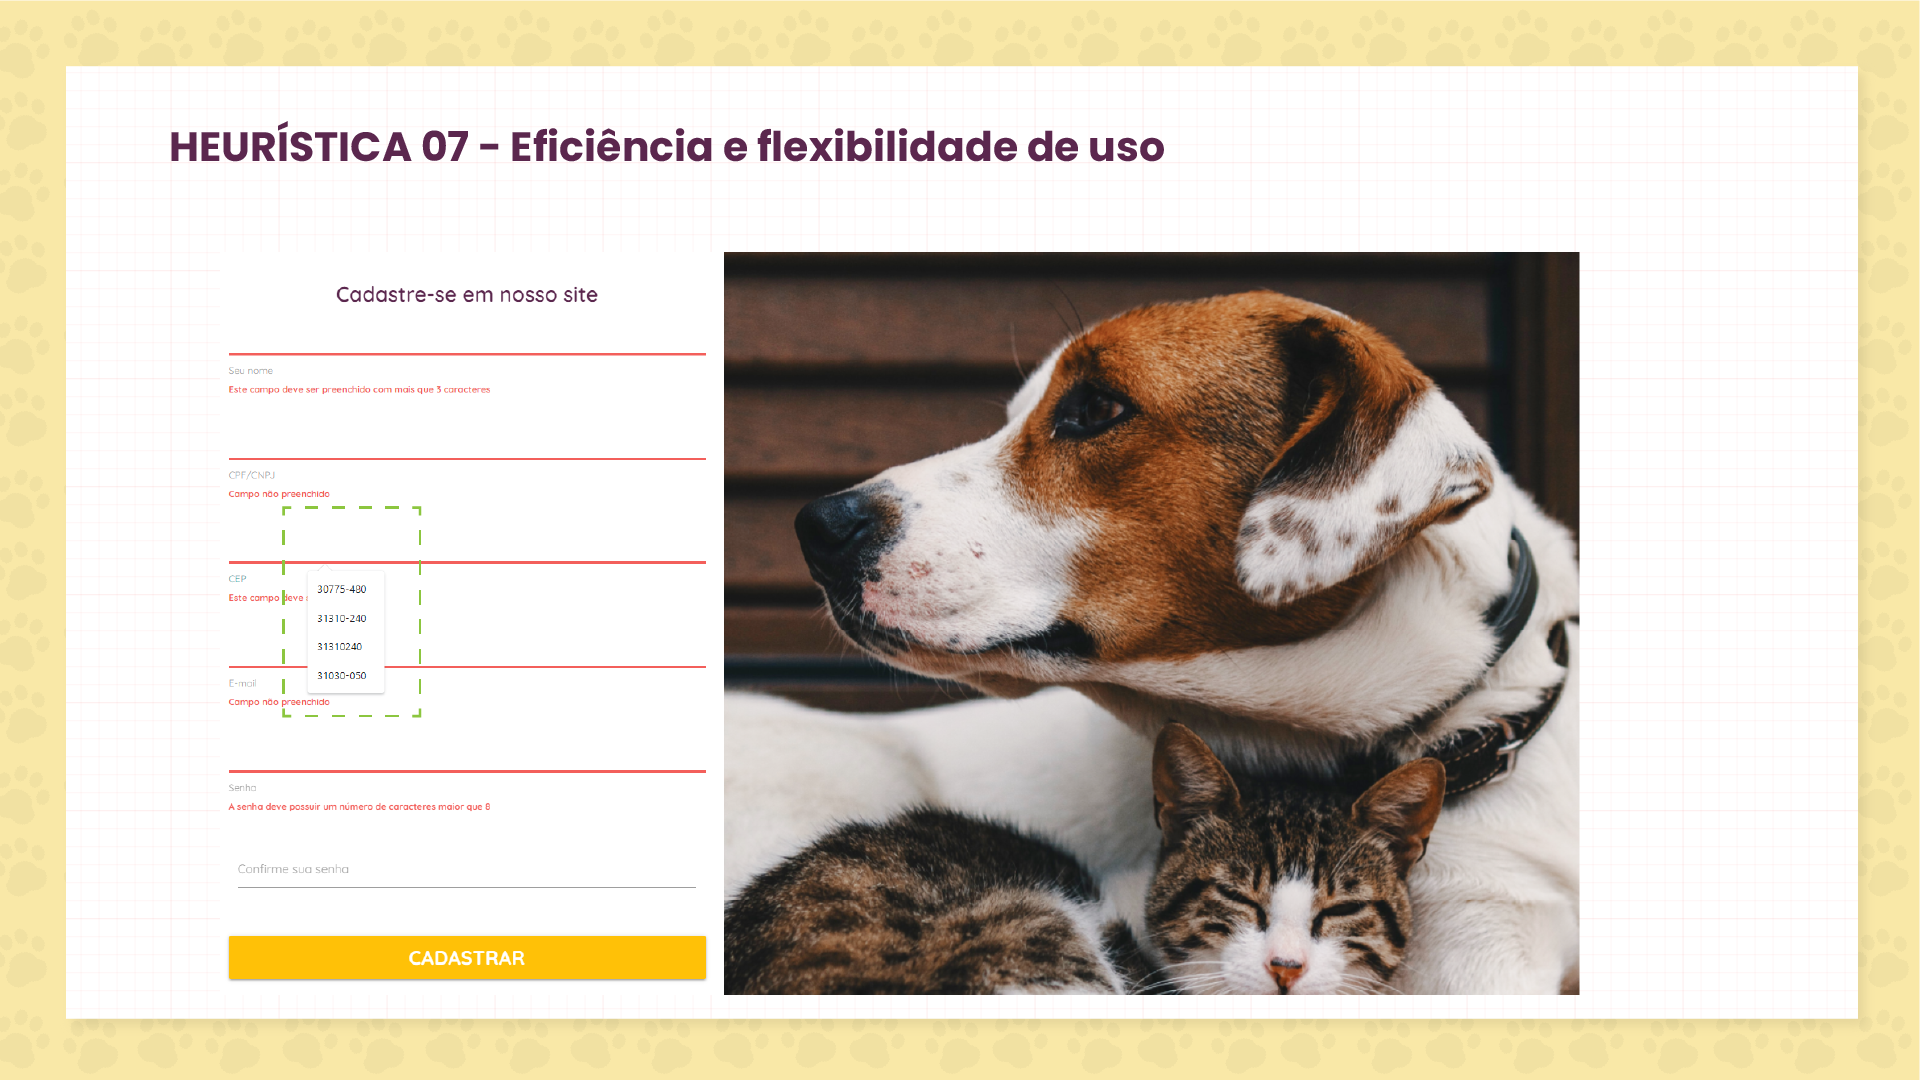 HEURÍSTICA 07 - Eficiência e flexibilidade de uso
Cadastre-se em nosso site
Seu nome
Este campo deve ser preenchido com mais que 3 caracteres
CPF/CNPJ
Campo não preenchido
CEP
Este campo deve
30775-480
31310-240
31310240
31030-050
E-mail
Campo não preenchido
Senha
A senha deve possuir um número de caracteres maior que 8
Confirme sua senha
CADASTRAR